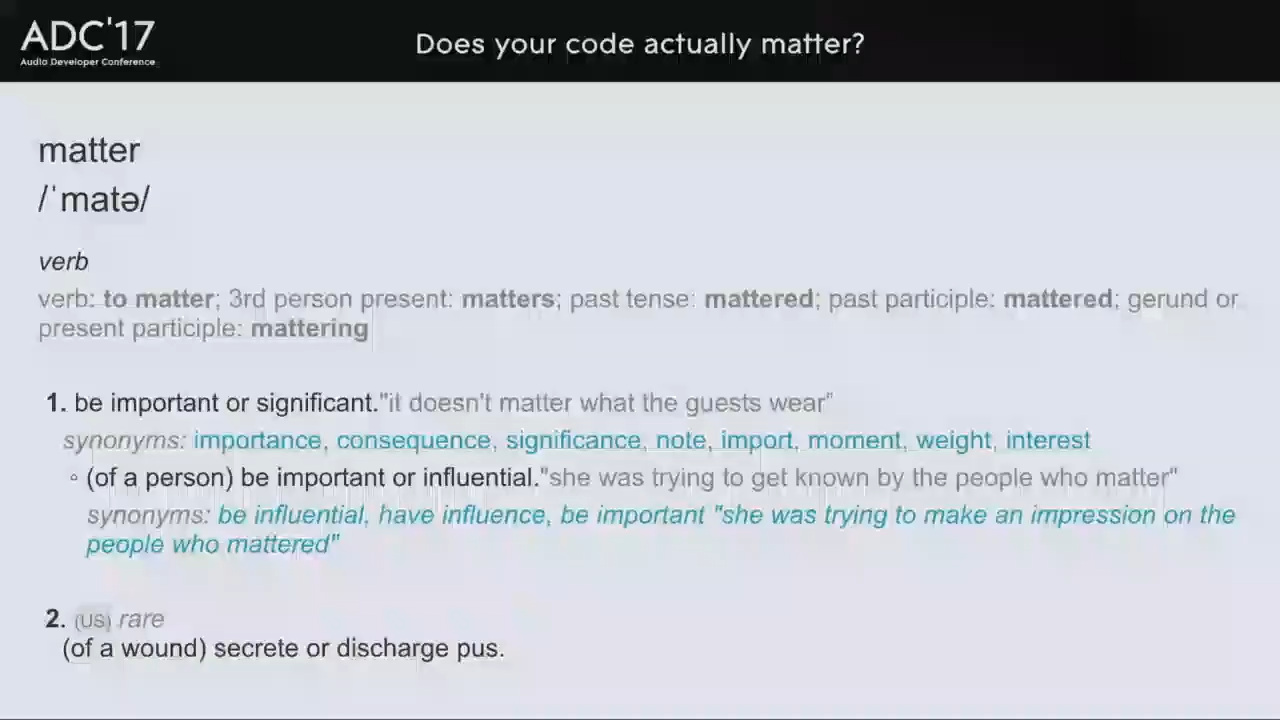 ADC'17
Audio Developer Conference
Does your code actually matter?
matter
/ˈmatə/
verb
verb: to matter; 3rd person present: matters; past tense: mattered; past participle: mattered; gerund or
present participle: mattering
1. be important or significant."it doesn't matter what the guests wear"
synonyms: importance, consequence, significance, note, import, moment, weight, interest
◦ (of a person) be important or influential."she was trying to get known by the people who matter"
synonyms: be influential, have influence, be important "she was trying to make an impression on the
people who mattered"
2. (US) rare
(of a wound) secrete or discharge pus.